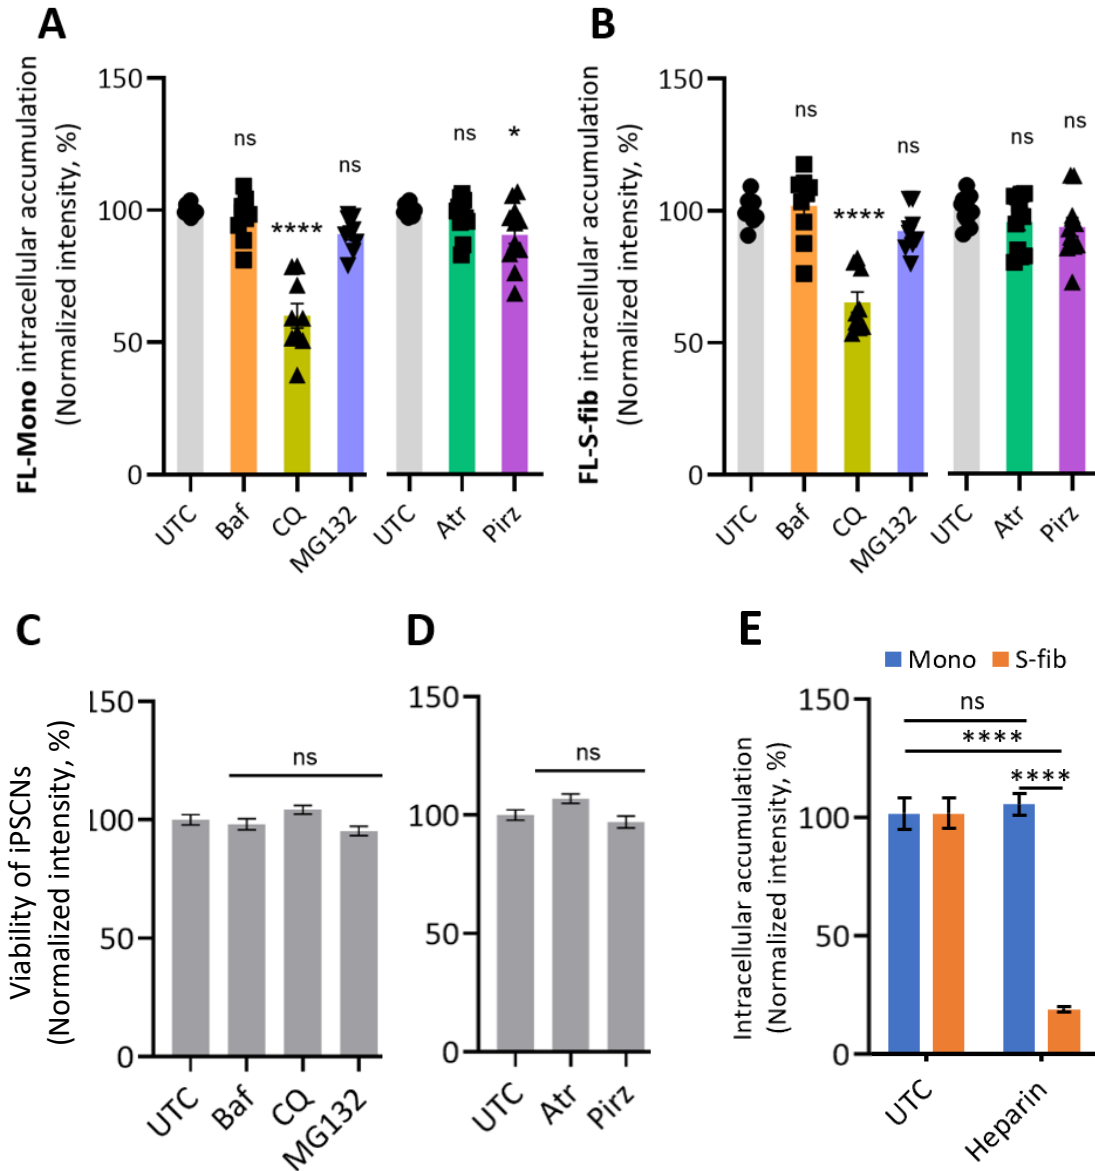 A
FL-Mono intracellular accumulation
(Normalized intensity, %)
150
100
50
0
ns
****
ns
ns
*
UTC
Baf
CQ
MG132
UTC
Atr
Pirz
B
FL-S-fib intracellular accumulation
(Normalized intensity, %)
150
100
50
0
ns
****
ns
ns
ns
UTC
Baf
CQ
MG132
UTC
Atr
Pirz
C
Viability of iPSCNs
(Normalized intensity, %)
150
100
50
0
ns
UTC
Baf
CQ
MG132
D
150
100
50
0
ns
UTC
Atr
Pirz
E
Mono S-fib
Intracellular accumulation
(Normalized intensity, %)
150
100
50
0
ns
****
****
UTC
Heparin